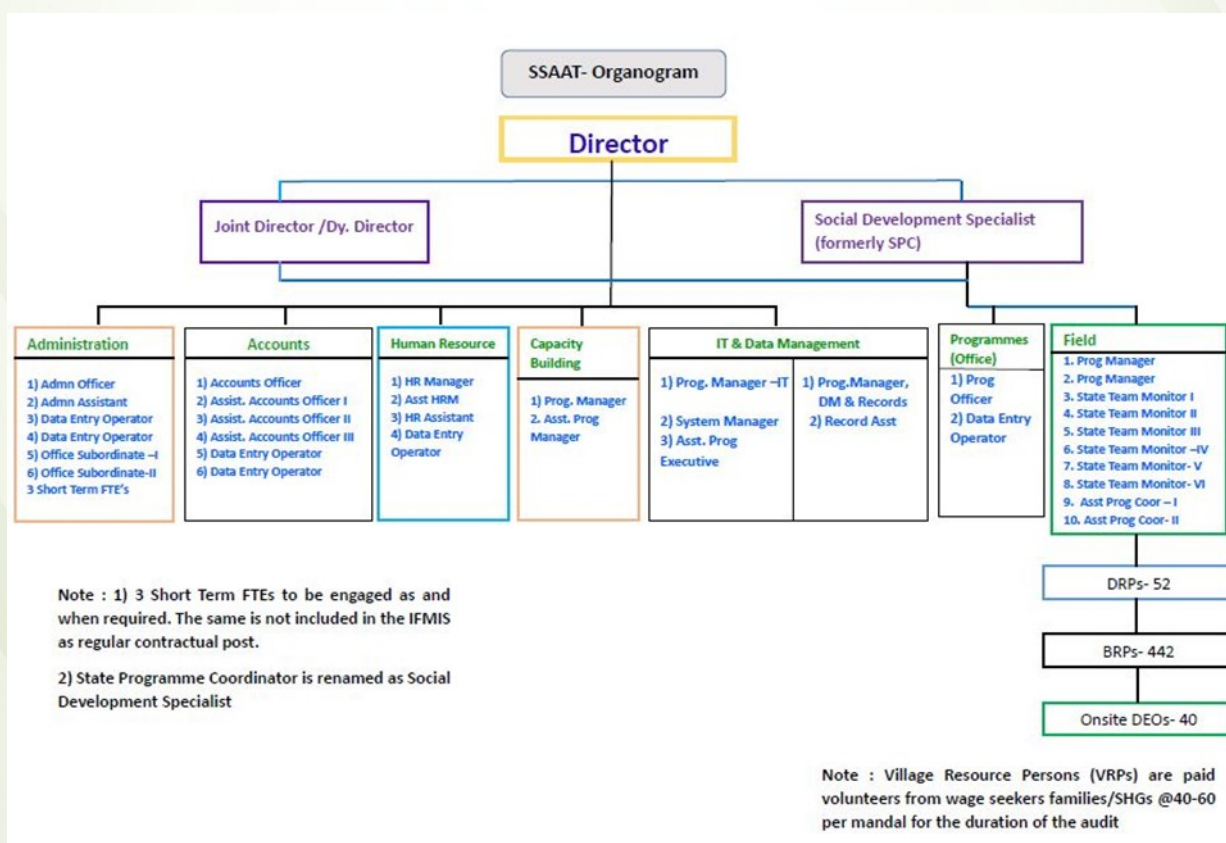 SSAAT- Organogram
Director
Joint Director /Dy. Director
Social Development Specialist
(formerly SPC)
Administration
1) Admn Officer
2) Admn Assistant
3) Data Entry Operator
4) Data Entry Operator
5) Office Subordinate –I
6) Office Subordinate-II
3 Short Term FTE's
Accounts
1) Accounts Officer
2) Assist. Accounts Officer I
3) Assist. Accounts Officer II
4) Assist. Accounts Officer III
5) Data Entry Operator
6) Data Entry Operator
Human Resource
1) HR Manager
2) Asst HRM
3) HR Assistant
4) Data Entry
Operator
Capacity
Building
1) Prog. Manager
2. Asst. Prog
Manager
IT & Data Management
1) Prog. Manager –IT
2) System Manager
3) Asst. Prog
Executive
1) Prog.Manager,
DM & Records
2) Record Asst
Programmes
(Office)
1) Prog
Officer
2) Data Entry
Operator
Field
1. Prog Manager
2. Prog Manager
3. State Team Monitor I
4. State Team Monitor II
5. State Team Monitor III
6. State Team Monitor –IV
7. State Team Monitor- V
8. State Team Monitor- VI
9. Asst Prog Coor – I
10. Asst Prog Coor- II
DRPs- 52
BRPs- 442
Onsite DEOs- 40
Note : 1) 3 Short Term FTEs to be engaged as and
when required. The same is not included in the IFMIS
as regular contractual post.
2) State Programme Coordinator is renamed as Social
Development Specialist
Note : Village Resource Persons (VRPs) are paid
volunteers from wage seekers families/SHGs @40-60
per mandal for the duration of the audit